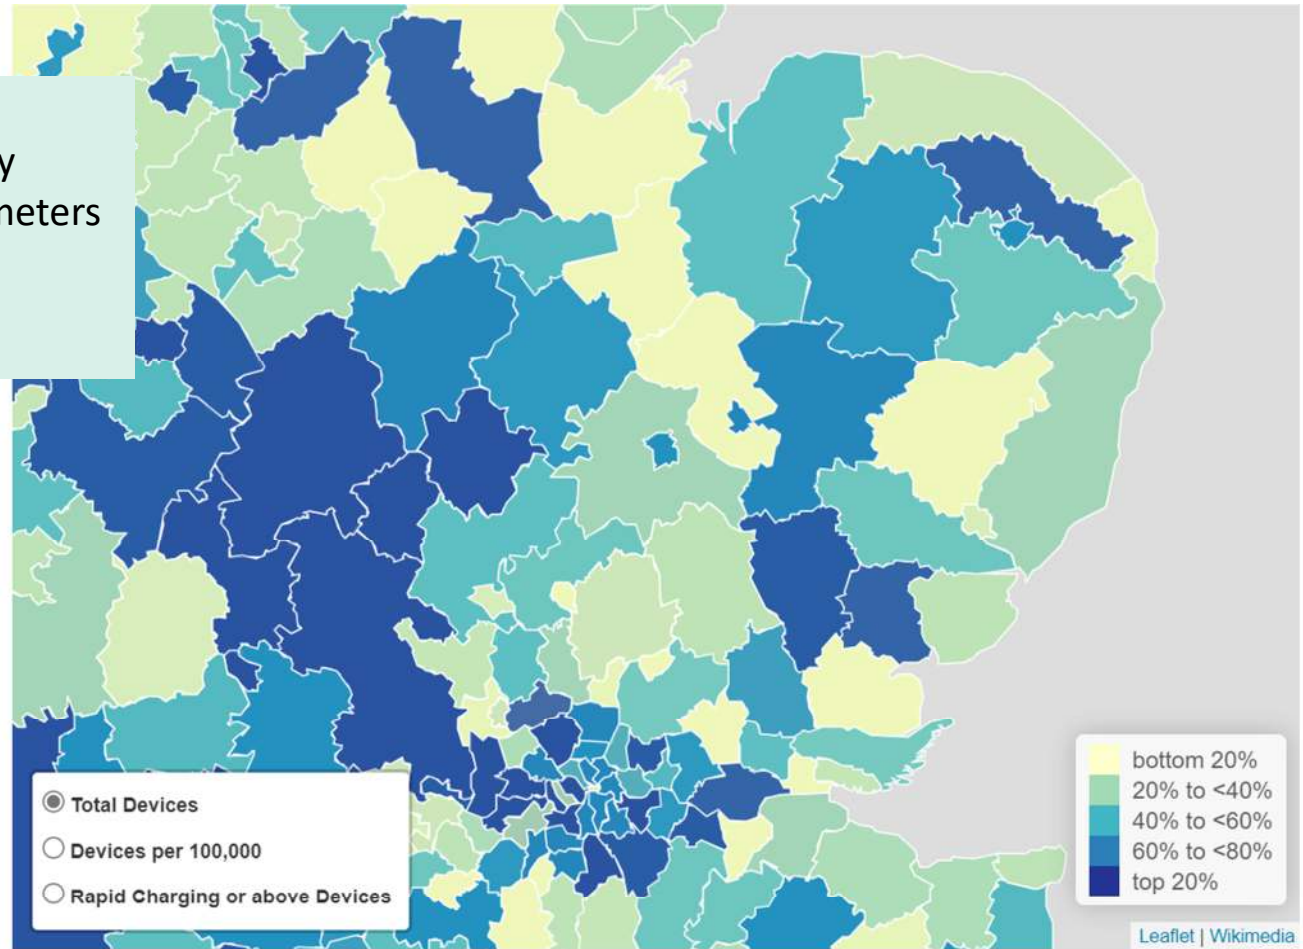 y
neters
Total Devices
Devices per 100,000
Rapid Charging or above Devices
bottom 20%
20% to <40%
40% to <60%
60% to <80%
top 20%
Leaflet | Wikimedia